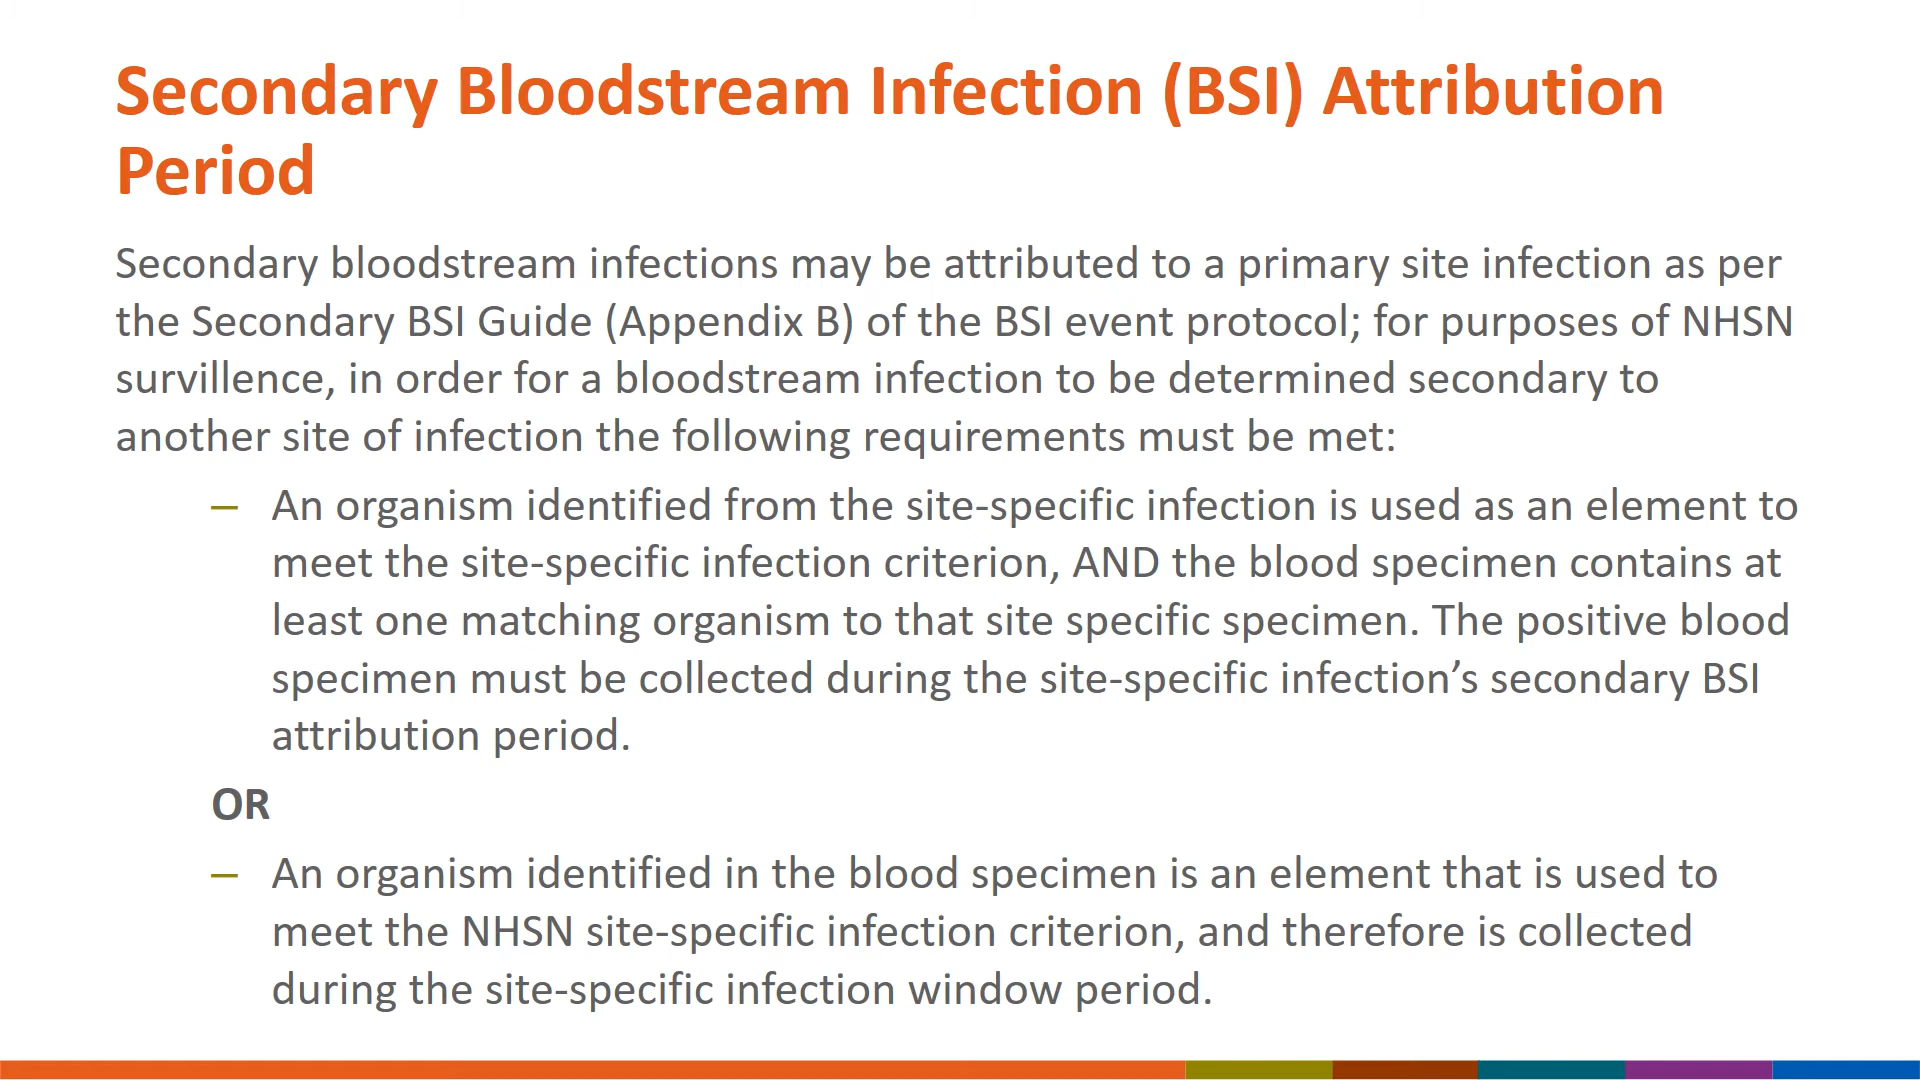 Secondary Bloodstream Infection (BSI) Attribution
Period
Secondary bloodstream infections may be attributed to a primary site infection as per
the Secondary BSI Guide (Appendix B) of the BSI event protocol; for purposes of NHSN
survillence, in order for a bloodstream infection to be determined secondary to
another site of infection the following requirements must be met:
– An organism identified from the site-specific infection is used as an element to
meet the site-specific infection criterion, AND the blood specimen contains at
least one matching organism to that site specific specimen. The positive blood
specimen must be collected during the site-specific infection’s secondary BSI
attribution period.
OR
– An organism identified in the blood specimen is an element that is used to
meet the NHSN site-specific infection criterion, and therefore is collected
during the site-specific infection window period.